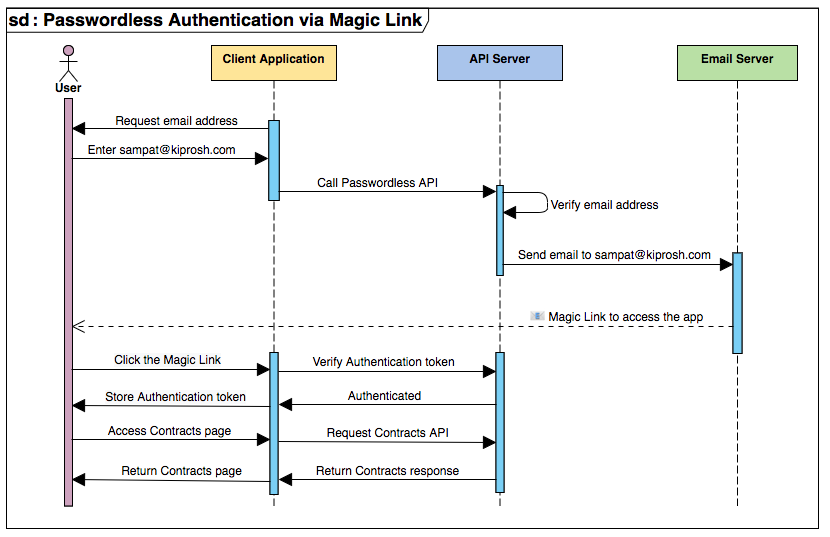 sd : Passwordless Authentication via Magic Link
User
Client Application
API Server
Email Server
Request email address
Enter sampat@kiprosh.com
Call Passwordless API
Verify email address
Send email to sampat@kiprosh.com
Magic Link to access the app
Click the Magic Link
Verify Authentication token
Store Authentication token
Authenticated
Access Contracts page
Request Contracts API
Return Contracts page
Return Contracts response